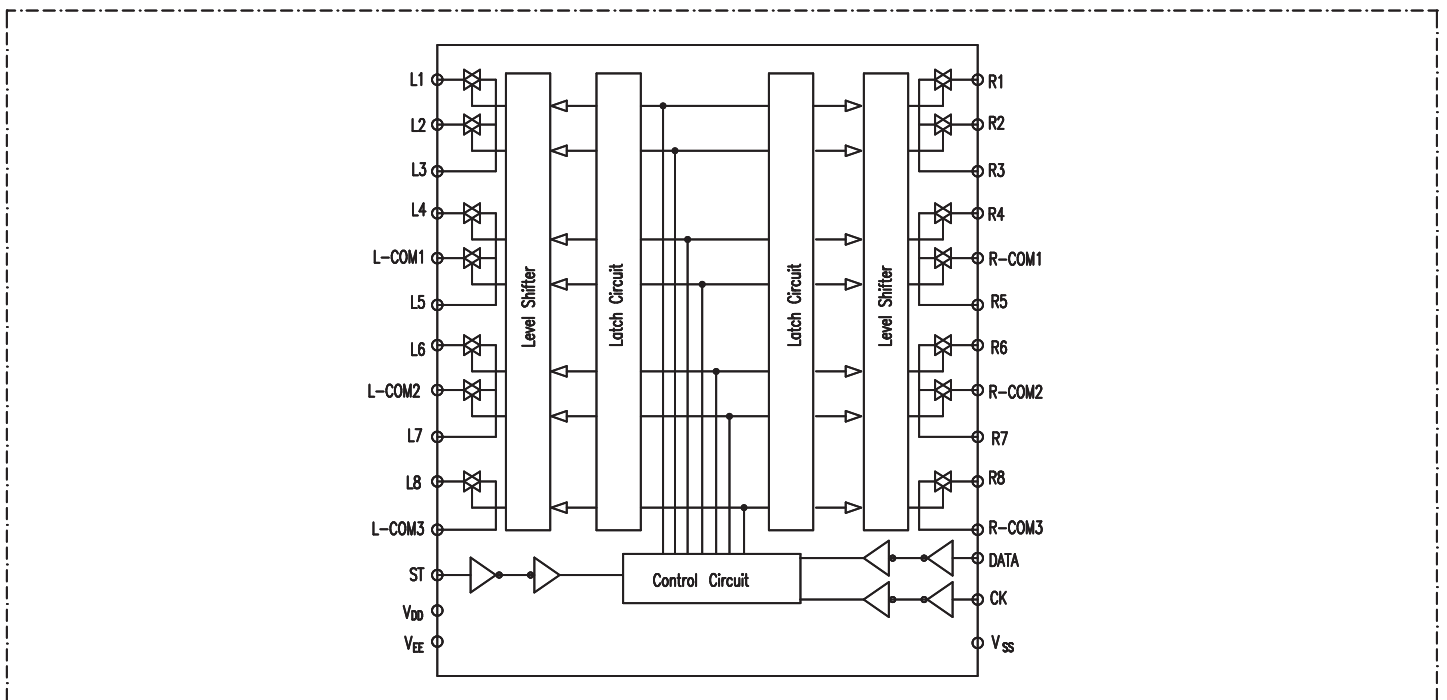 L1
R1
L2
R2
L3
R3
L4
R4
L-COM1
R-COM1
L5
R5
Level Shifter
Latch Circuit
Latch Circuit
Level Shifter
L6
R6
L-COM2
R-COM2
L7
R7
L8
R8
L-COM3
R-COM3
DATA
ST
Control Circuit
CK
VDD
VEE
VSS